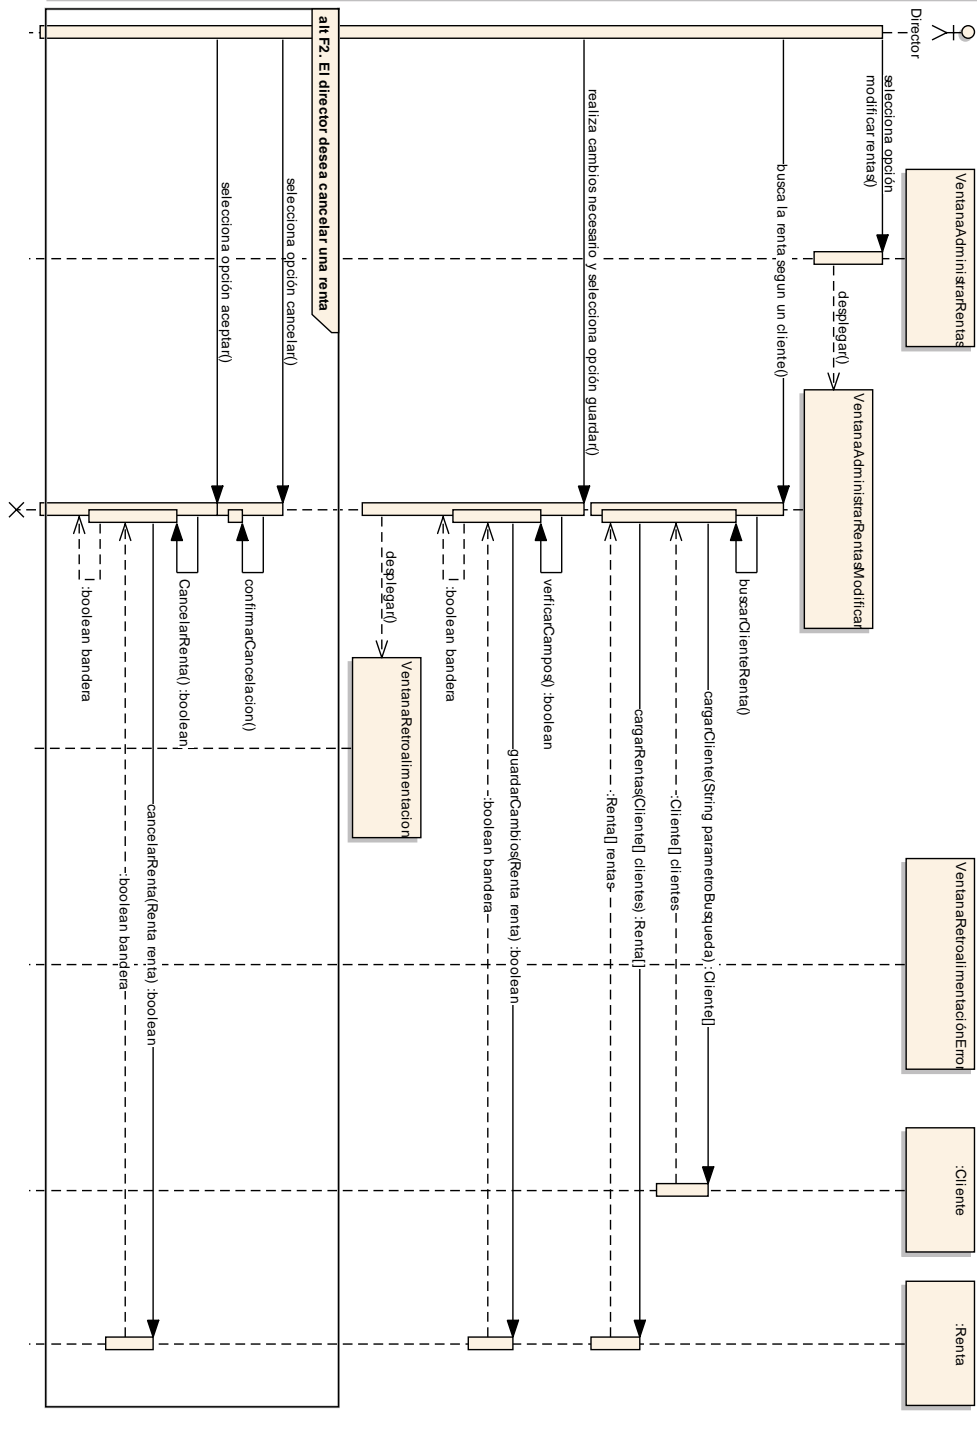 Director
VentanaAdministrarRentas
VentanaAdministrarRentasModificar
VentanaRetroalimentaciónError
:Cliente
:Renta
selecciona opción
modificar rentas()
desplegar()
busca la renta segun un cliente()
buscarClienteRenta()
cargarCliente(String parametroBusqueda) :Cliente[]
:Cliente[] clientes
cargarRentas(Cliente[] clientes) :Renta[]
:Renta[] rentas
realiza cambios necesario y selecciona opción guardar()
verficarCampos() :boolean
guardarCambios(Renta renta) :boolean
:boolean bandera
:boolean bandera
desplegar()
VentanaRetroalimentacion
alt F2. El director desea cancelar una renta
selecciona opción cancelar()
confirmarCancelacion()
selecciona opción aceptar()
CancelarRenta() :boolean
cancelarRenta(Renta renta) :boolean
:boolean bandera
:boolean bandera